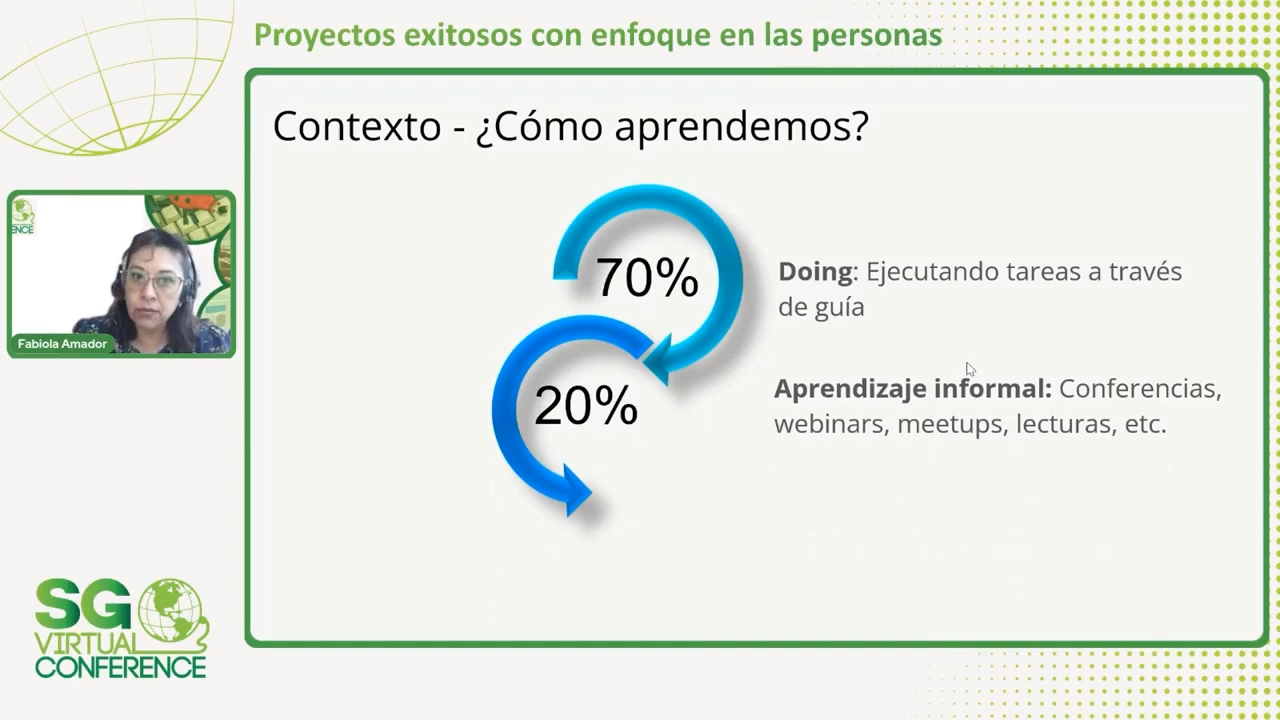 Proyectos exitosos con enfoque en las personas
Contexto - ¿Cómo aprendemos?
70%
Doing: Ejecutando tareas a través
de guía
20%
Aprendizaje informal: Conferencias,
webinars, meetups, lecturas, etc.
ENCE
Fabiola Amador
SG
VIRTUAL
CONFERENCE